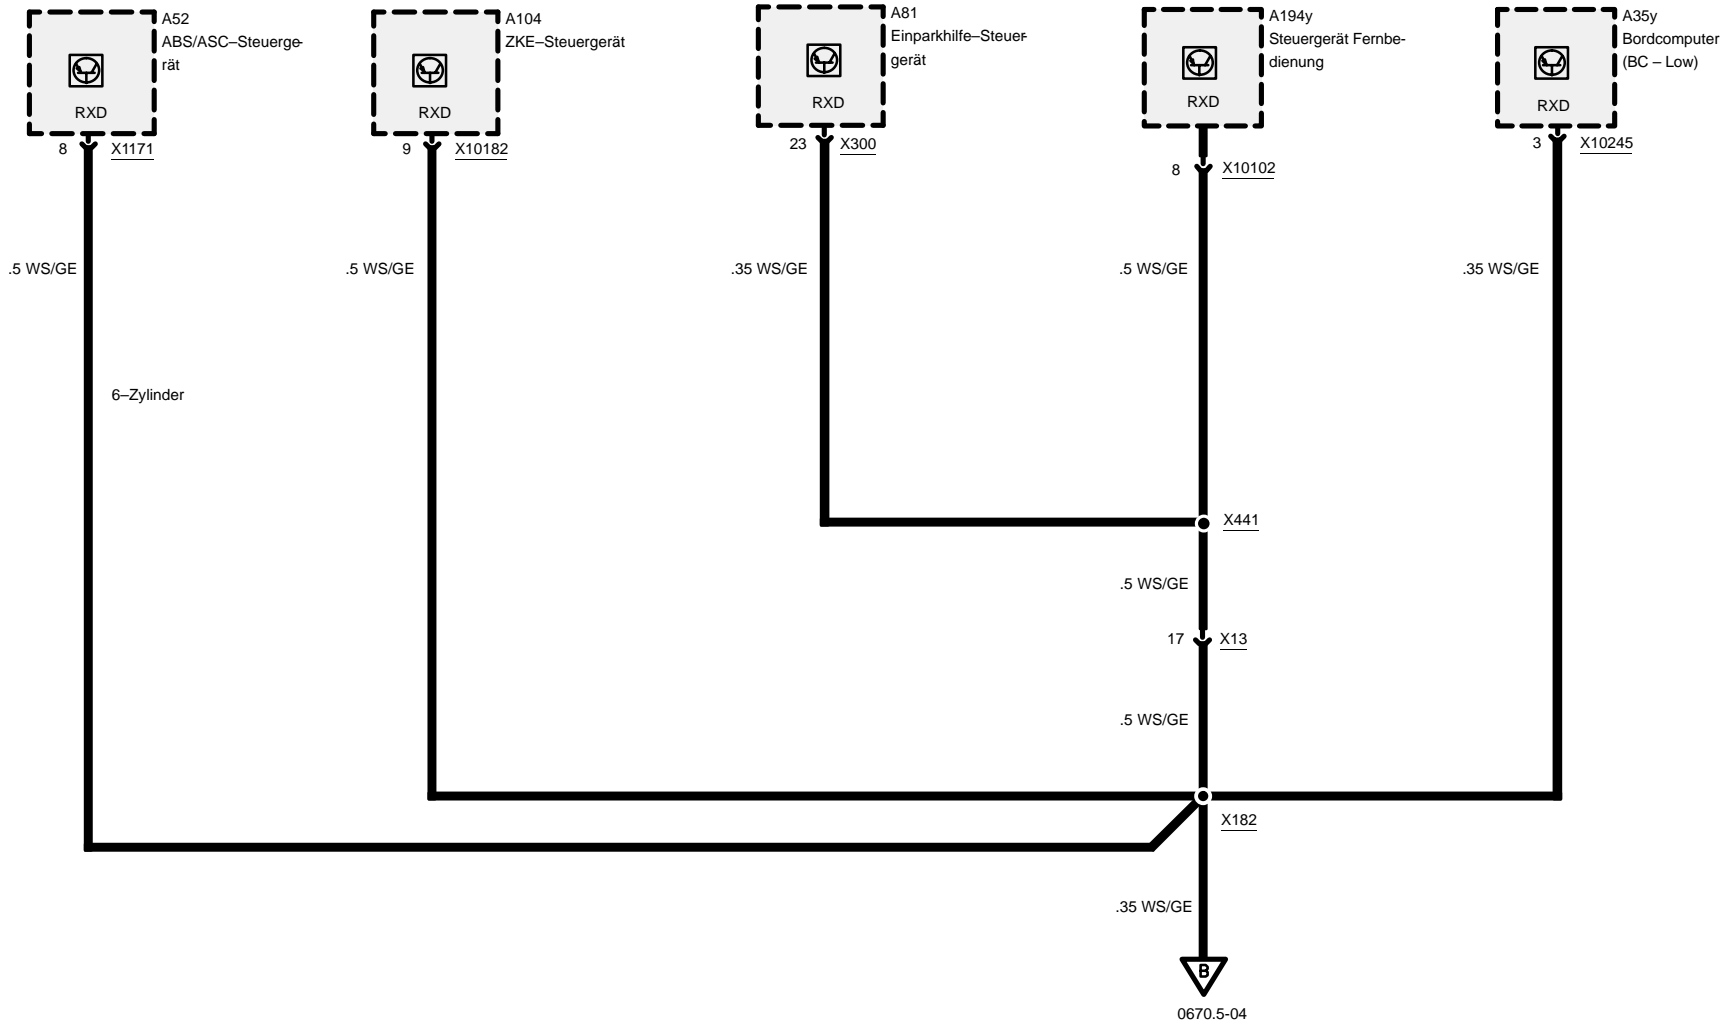 A52
ABS/ASC–Steuerge-
rät
RXD
8
X1171
A104
ZKE–Steuergerät
RXD
9
X10182
A81
Einparkhilfe–Steuer-
gerät
RXD
23
X300
A194y
Steuergerät Fernbe-
dienung
RXD
8
X10102
A35y
Bordcomputer
(BC – Low)
RXD
3
X10245
.5 WS/GE
.5 WS/GE
.35 WS/GE
.5 WS/GE
.35 WS/GE
6–Zylinder
X441
.5 WS/GE
17
X13
.5 WS/GE
X182
.35 WS/GE
B
0670.5-04